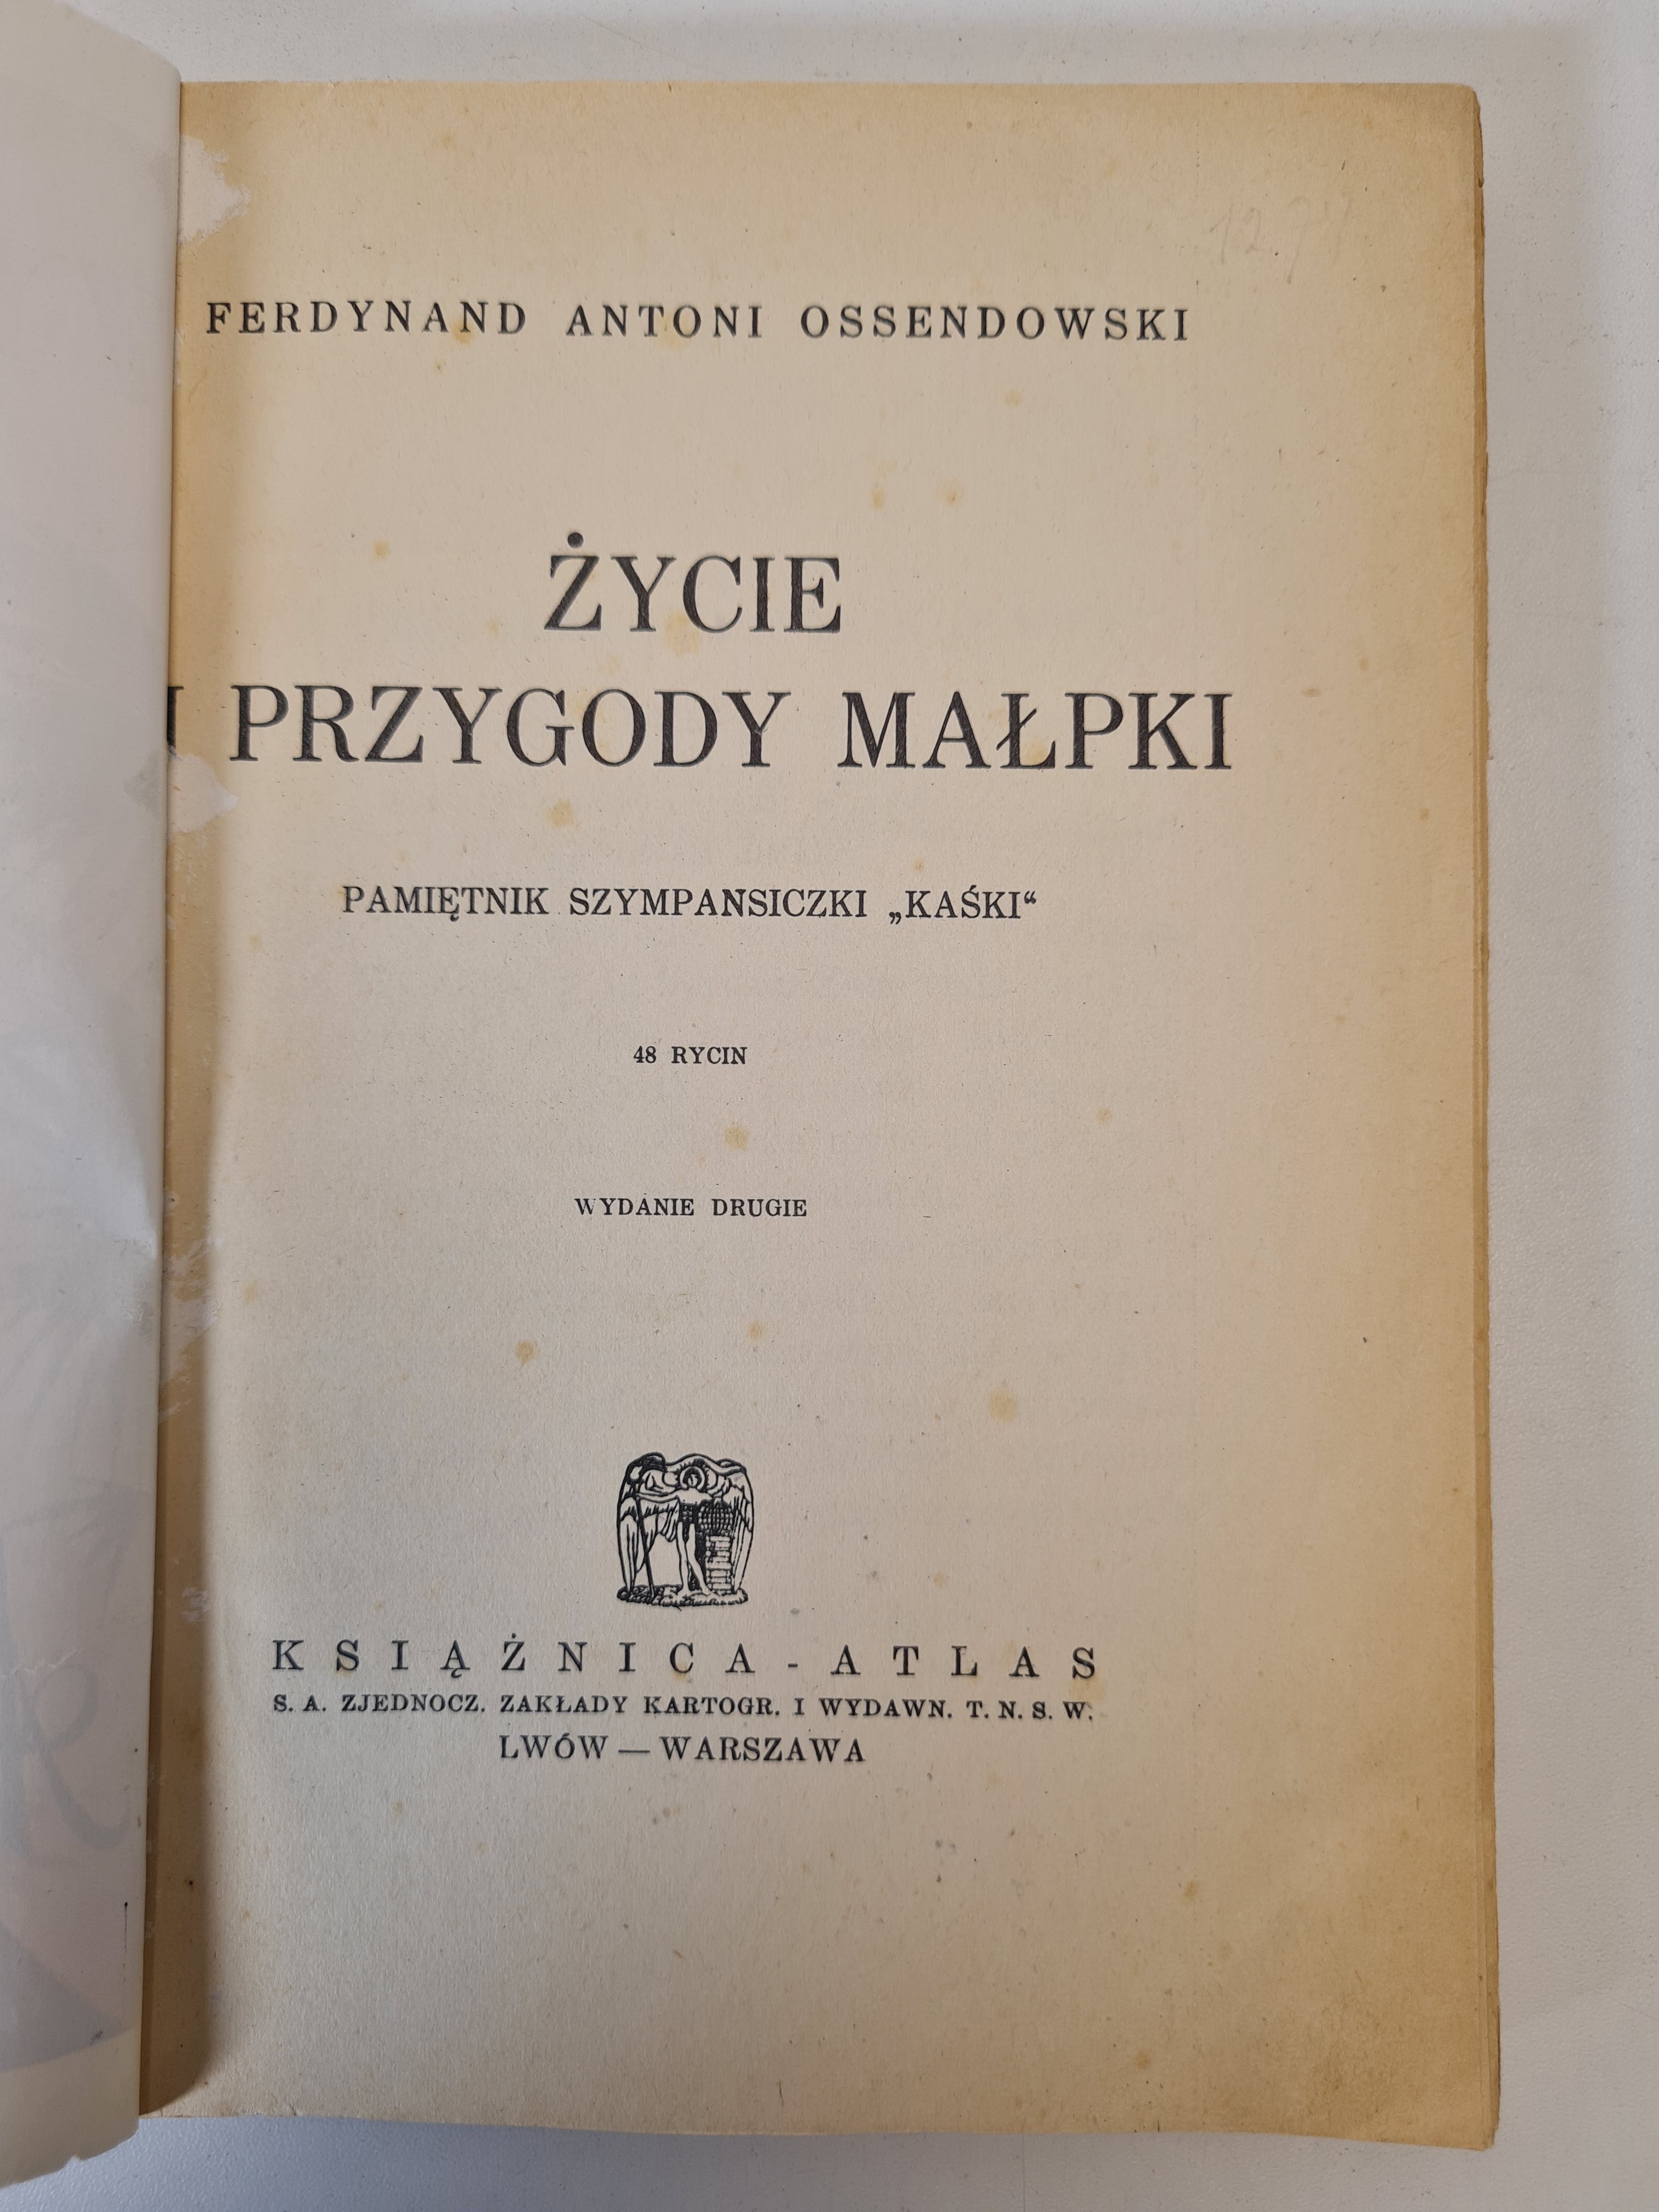 FERDYNAND ANTONI OSSENDOWSKI
ŻYCIE
I PRZYGODY MAŁPKI
PAMIĘTNIK SZYMPANSICZKI „KAŚKI“
48 RYCIN
WYDANIE DRUGIE
KSIĄŻNICA-ATLAS
S. A. ZJEDNOCZ. ZAKŁADY KARTOGR. I WYDAWN. T. N. S. W.
LWÓW — WARSZAWA